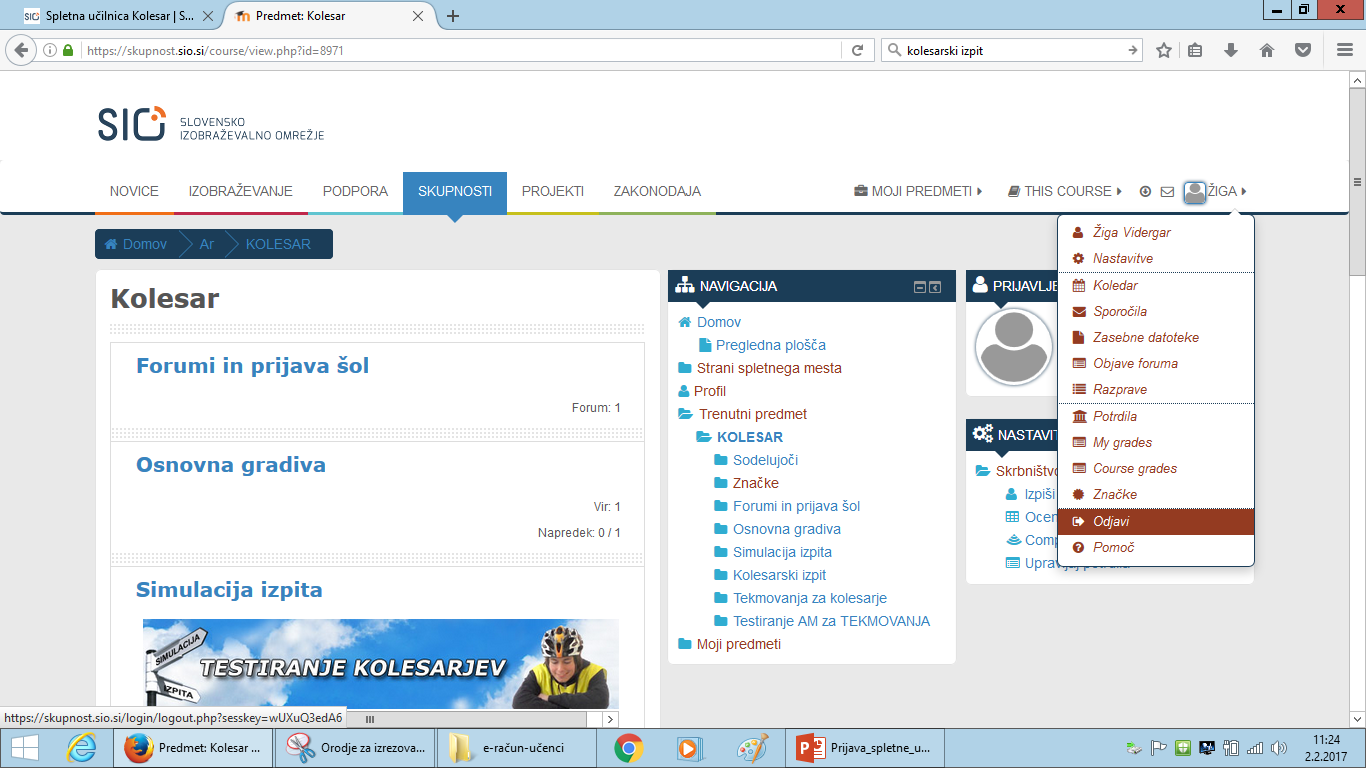 Spletna učilnica Kolesar | S...
Predmet: Kolesar
https://skupnost.sio.si/course/view.php?id=8971
kolesarski izpit
SIO SLOVENSKO
IZOBRAŽEVALNO OMREŽJE
NOVICE IZOBRAŽEVANJE PODPORA SKUPNOSTI PROJEKTI ZAKONODAJA
MOJI PREDMETI THIS COURSE ŽIGA
Domov Ar KOLESAR
Kolesar
Forumi in prijava šol
Forum: 1
Osnovna gradiva
Vir: 1
Napredek: 0 / 1
Simulacija izpita
SIMULACIJA
IZPITA
TESTIRANJE KOLESARJEV
NAVIGACIJA
Domov
Pregledna plošča
Strani spletnega mesta
Profil
Trenutni predmet
KOLESAR
Sodelujoči
Značke
Forumi in prijava šol
Osnovna gradiva
Simulacija izpita
Kolesarski izpit
Tekmovanja za kolesarje
Testiranje AM za TEKMOVANJA
Moji predmeti
PRIJAVLJE
NASTAVIT
Skrbništvo
Izpiši
Ocen
Comp
Upravljaj potrdila
Žiga Vidergar
Nastavitve
Koledar
Sporočila
Zasebne datoteke
Objave foruma
Razprave
Potrdila
My grades
Course grades
Značke
Odjavi
Pomoč
https://skupnost.sio.si/login/logout.php?sesskey=wUXuQ3edA6
Predmet: Kolesar ...
Orodje za izrezova...
e-račun-učenci
Prijava_spletne_u...
11:24
2.2.2017